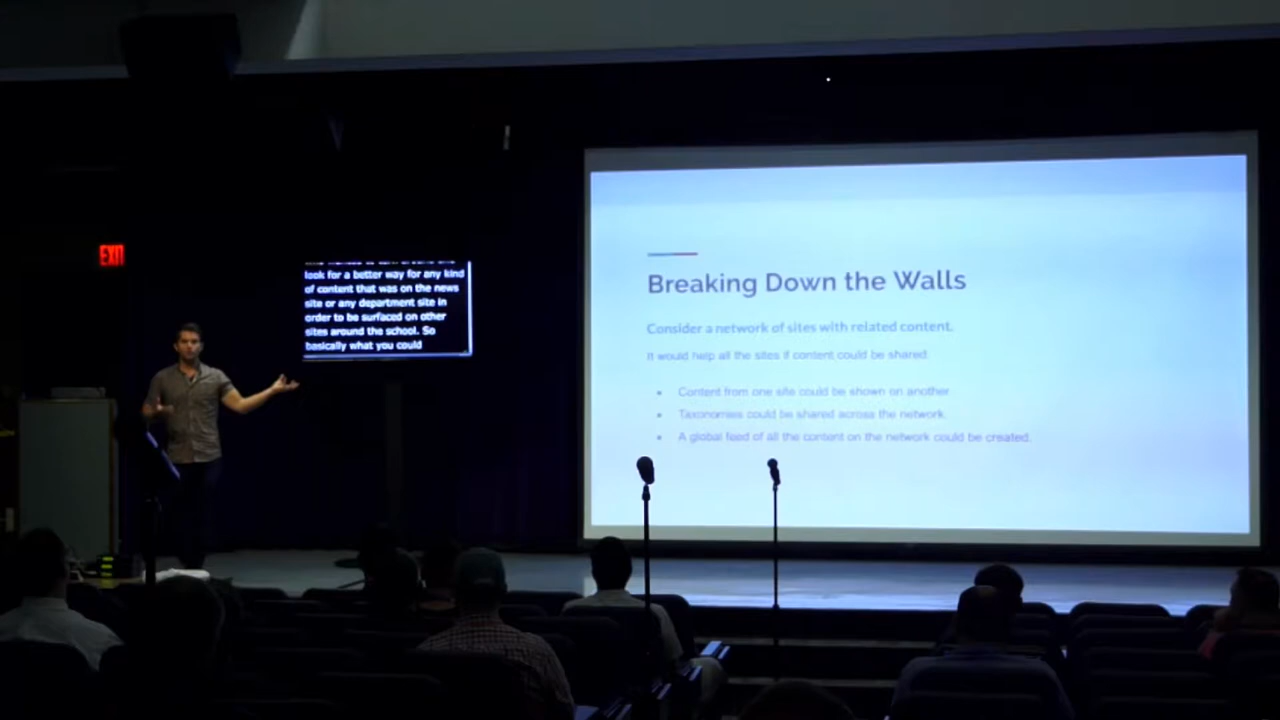 EXIT
look for a better way for any kind
of content that was on the news
site or any department site in
order to be surfaced on other
sites around the school. So
basically what you could
Breaking Down the Walls
Consider a network of sites with related content.
It would help all the sites if content could be shared.
• Content from one site could be shown on another.
• Taxonomies could be shared across the network.
• A global feed of all the content on the network could be created.